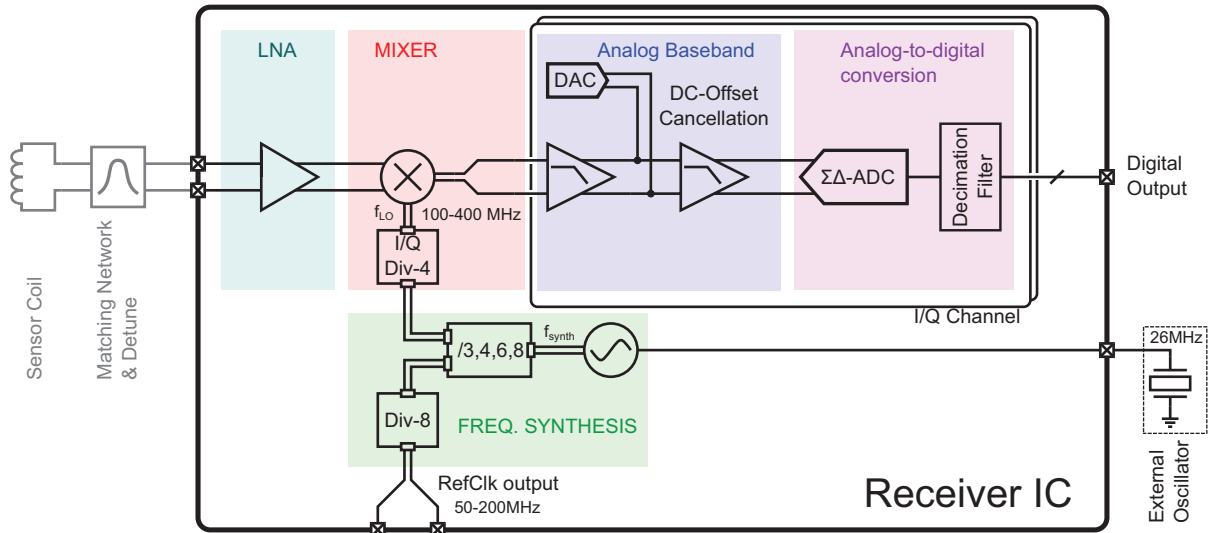 LNA
MIXER
Analog Baseband
Analog-to-digital
conversion
DAC
DC-Offset
Cancellation
ΣΔ-ADC
Decimation
Filter
Digital
Output
fLO
100-400 MHz
I/Q
Div-4
I/Q Channel
Sensor Coil
Matching Network
& Detune
fsynth
/3,4,6,8
26MHz
Div-8
FREQ. SYNTHESIS
RefClk output
50-200MHz
Receiver IC
External
Oscillator